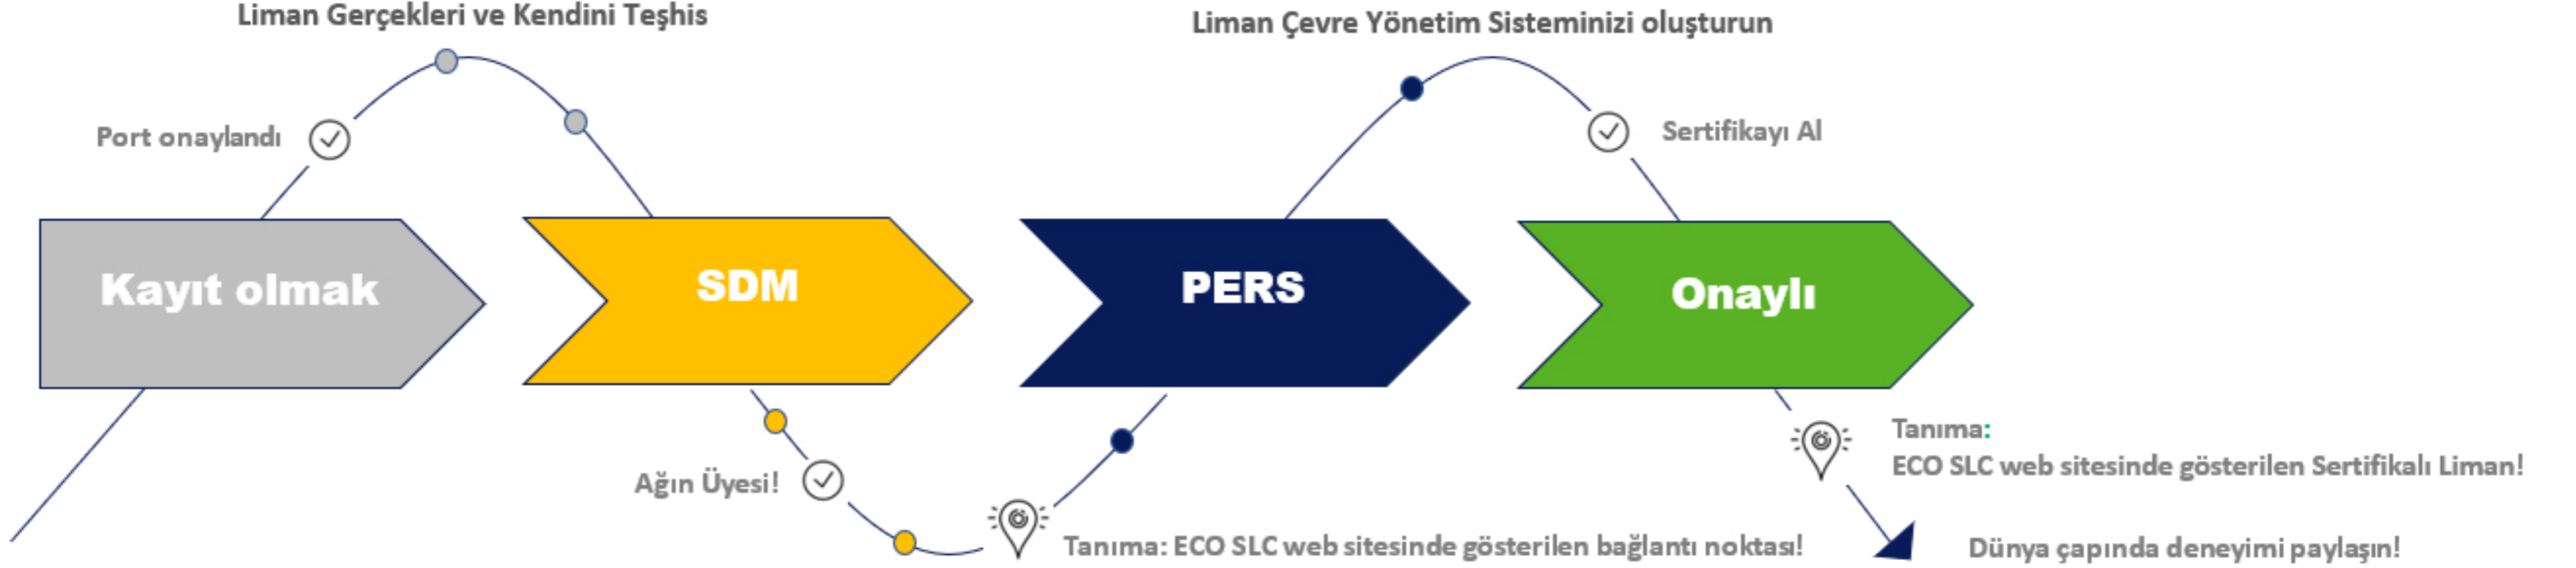 Liman Gerçekleri ve Kendini Teşhis
Liman Çevre Yönetim Sisteminizi oluşturun
Port onaylandı
Sertifikayı Al
Kayıt olmak
SDM
PERS
Onaylı
Ağın Üyesi!
Tanıma: ECO SLC web sitesinde gösterilen bağlantı noktası!
Tanıma:
ECO SLC web sitesinde gösterilen Sertifikalı Liman!
Dünya çapında deneyimi paylaşın!